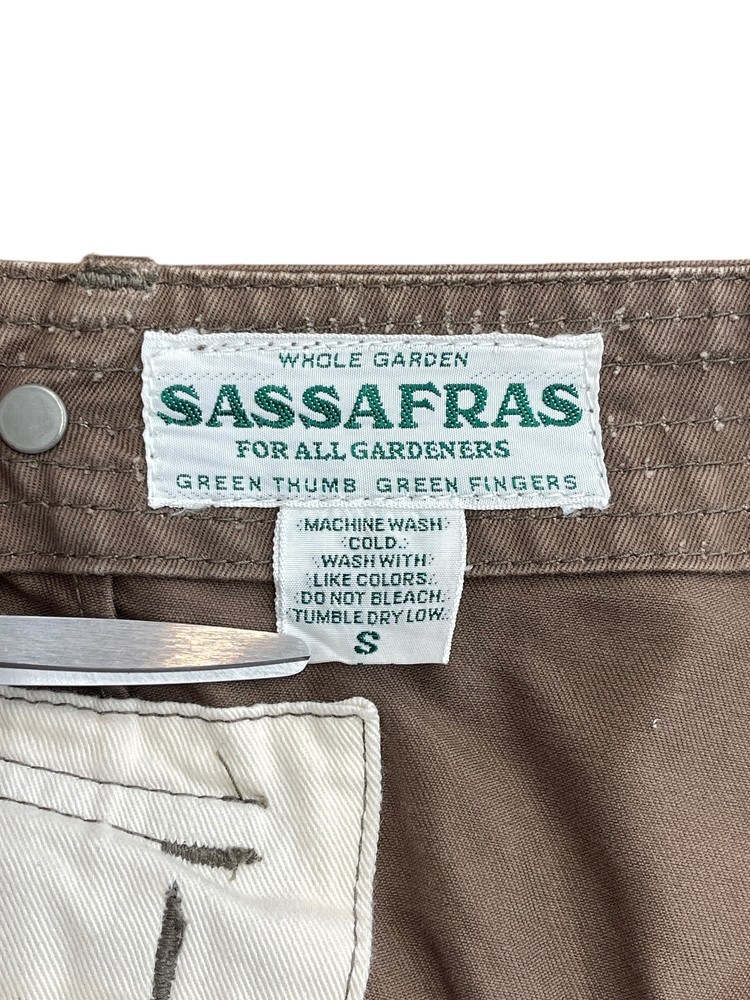 WHOLE GARDEN
SASSAFRAS
FOR ALL GARDENERS
GREEN THUMB GREEN FINGERS
MACHINE WASH
COLD.
WASH WITH
LIKE COLORS.
DO NOT BLEACH.
TUMBLE DRY LOW.
S